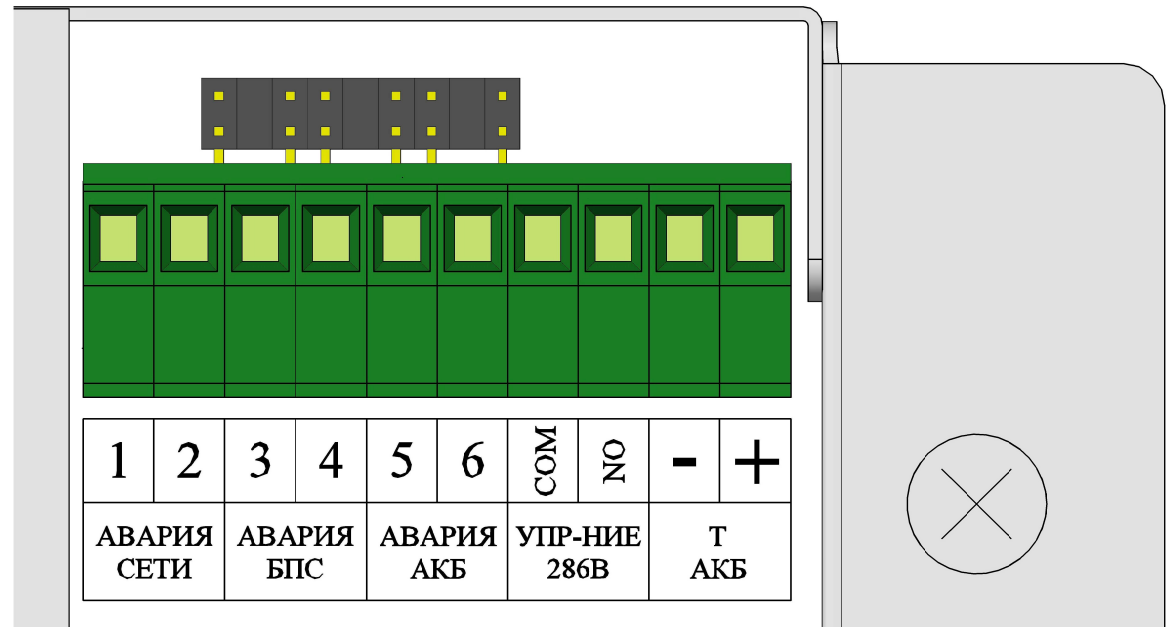 1 2 3 4 5 6 COM NO - +
АВАРИЯ АВАРИЯ АВАРИЯ УПР-НИЕ Т
СЕТИ БПС АКБ 286В АКБ